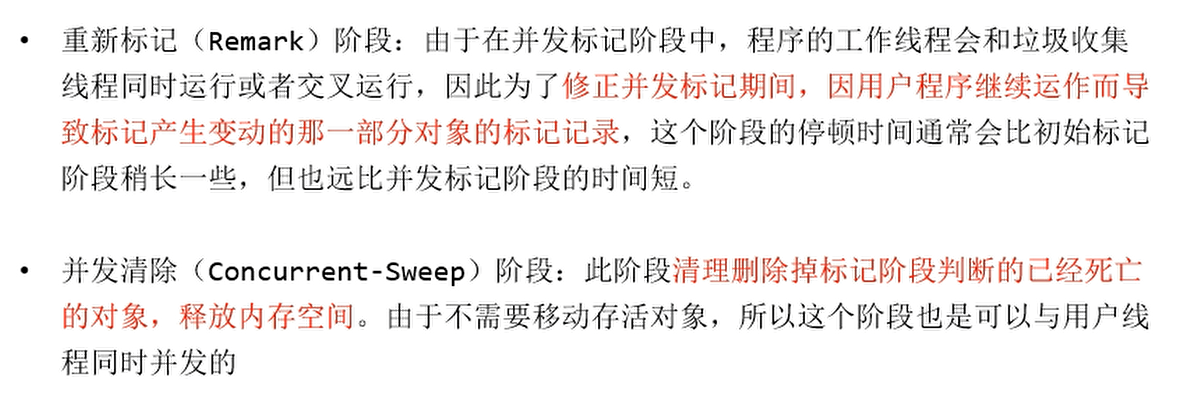 • 重新标记（Remark）阶段：由于在并发标记阶段中，程序的工作线程会和垃圾收集
线程同时运行或者交叉运行，因此为了修正并发标记期间，因用户程序继续运作而导
致标记产生变动的那一部分对象的标记记录，这个阶段的停顿时间通常会比初始标记
阶段稍长一些，但也远比并发标记阶段的时间短。
• 并发清除（Concurrent-Sweep）阶段：此阶段清理删除掉标记阶段判断的已经死亡
的对象，释放内存空间。由于不需要移动存活对象，所以这个阶段也是可以与用户线
程同时并发的